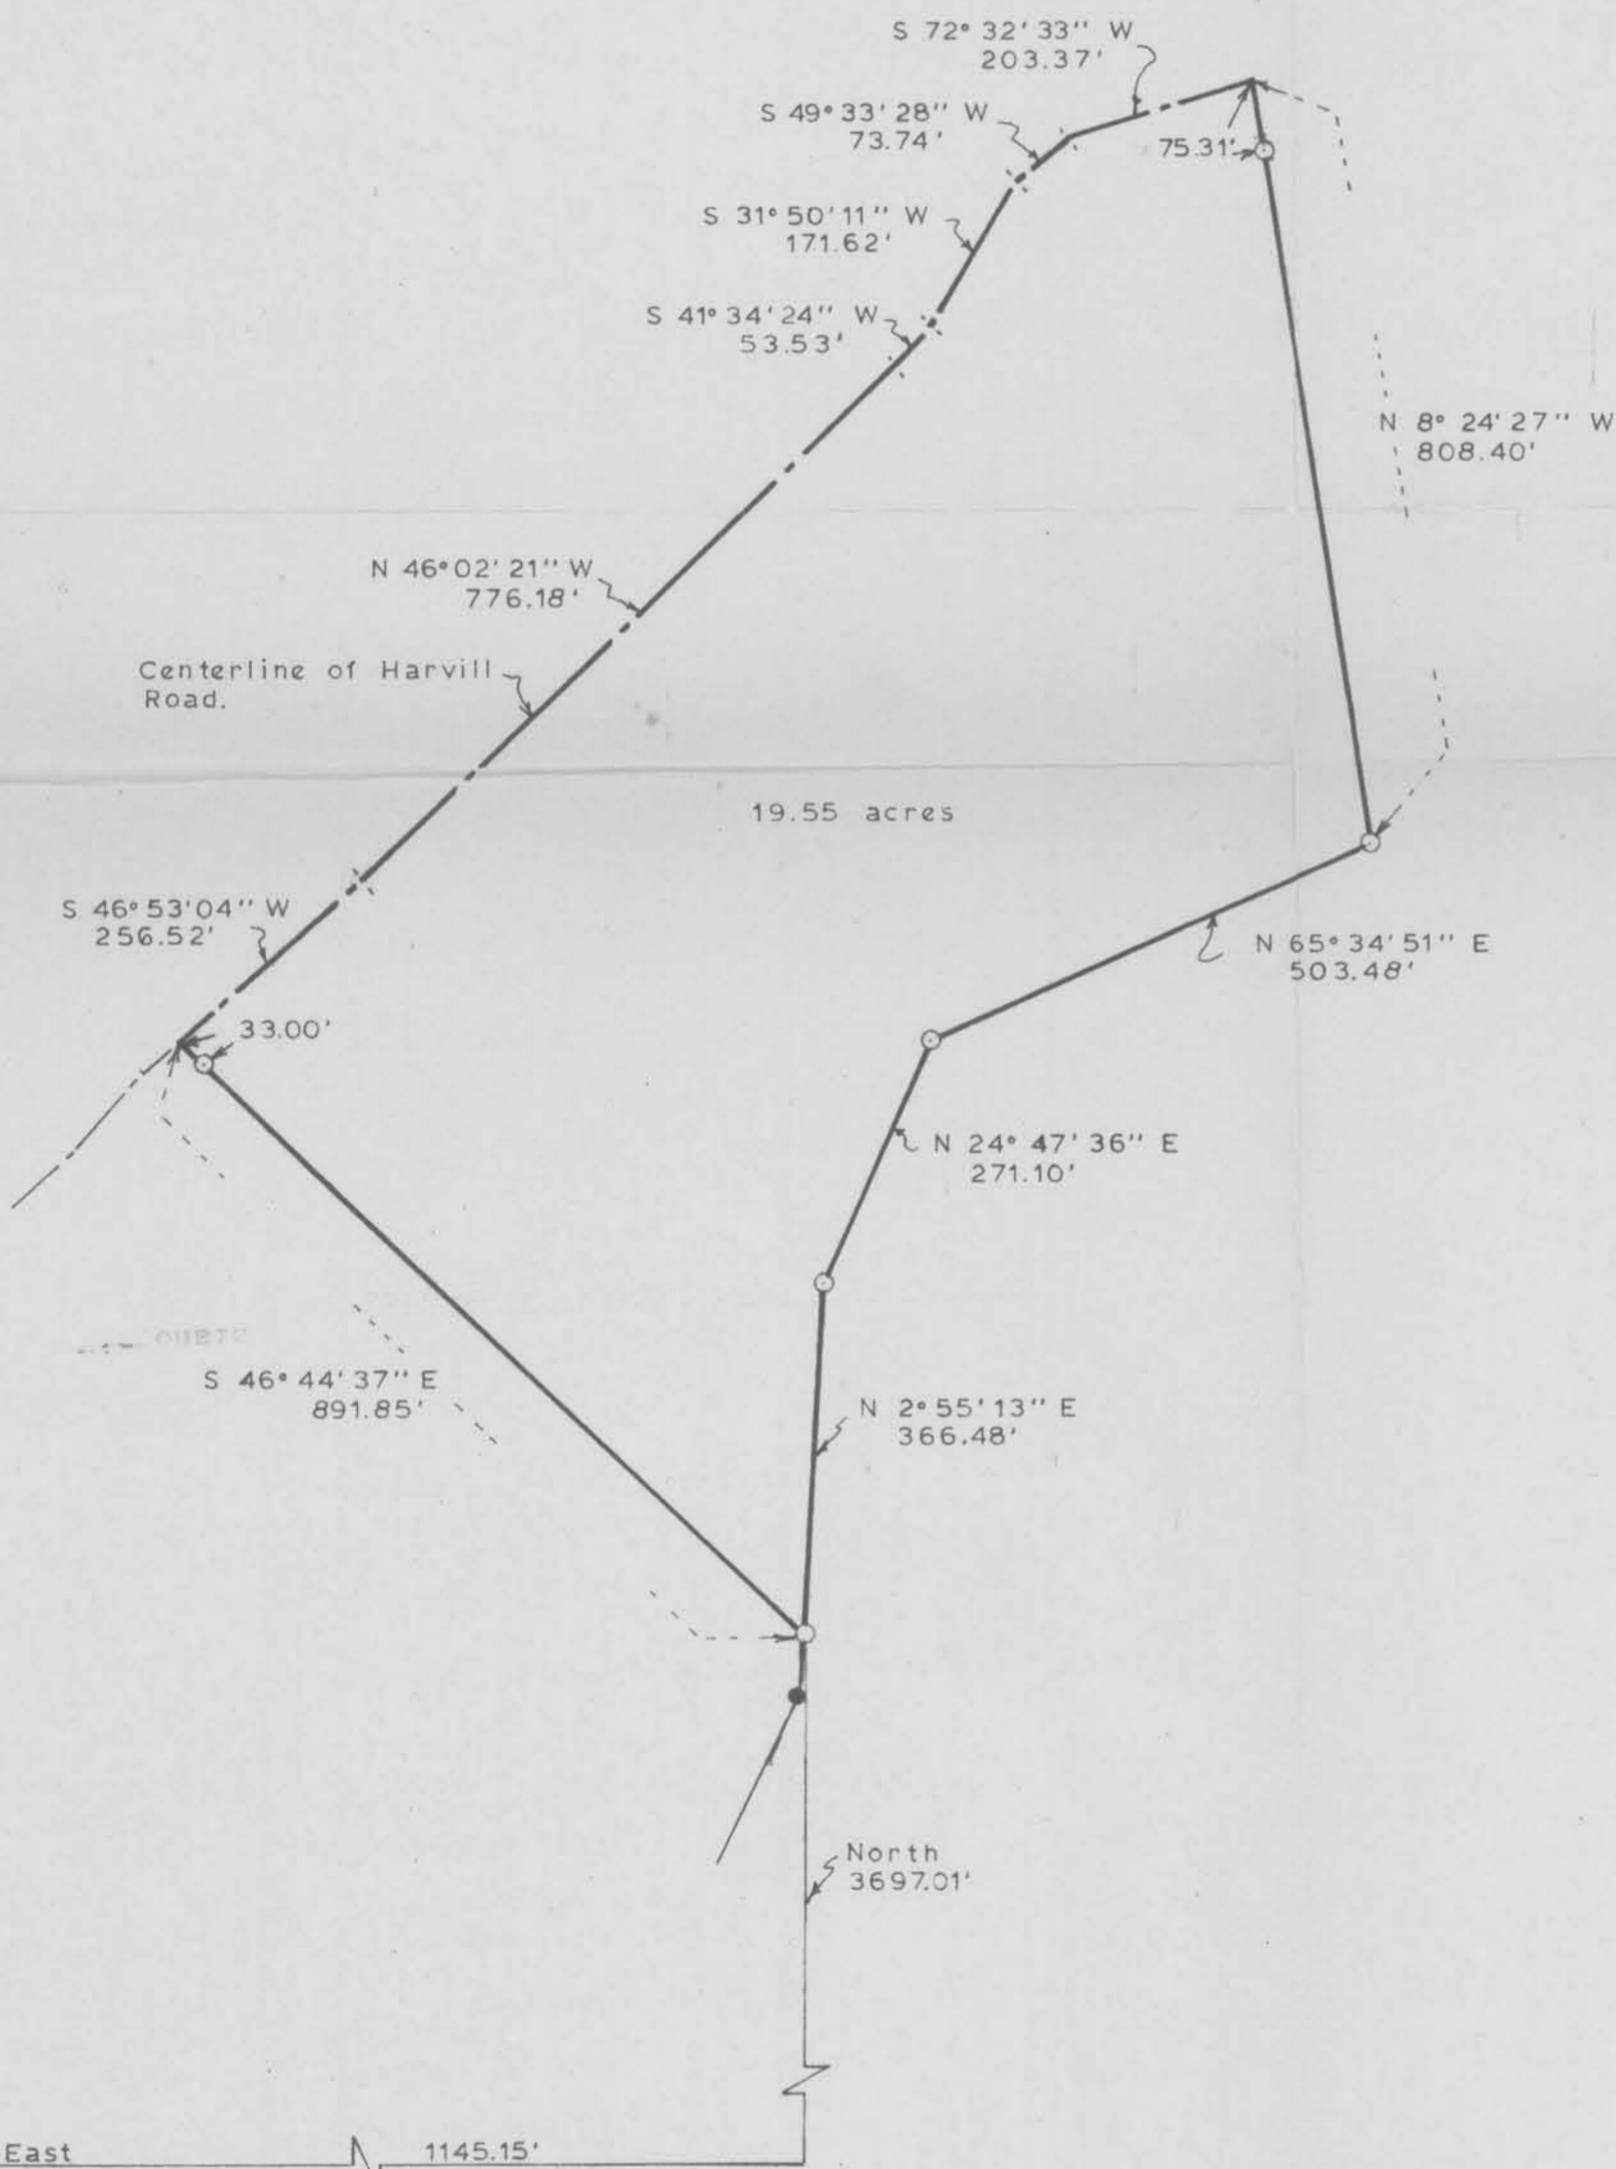 S 72° 32' 33" W
203.37'
S 49° 33' 28" W
73.74'
75.31'
S 31° 50' 11" W
171.62'
S 41° 34' 24" W
53.53'
N 8° 24' 27" W
808.40'
N 46° 02' 21" W
776.18'
Centerline of Harvill
Road.
19.55 acres
S 46° 53' 04" W
256.52'
N 65° 34' 51" E
503.48'
33.00'
N 24° 47' 36" E
271.10'
S 46° 44' 37" E
891.85'
N 2° 55' 13" E
366.48'
North
3697.01'
East
1145.15'